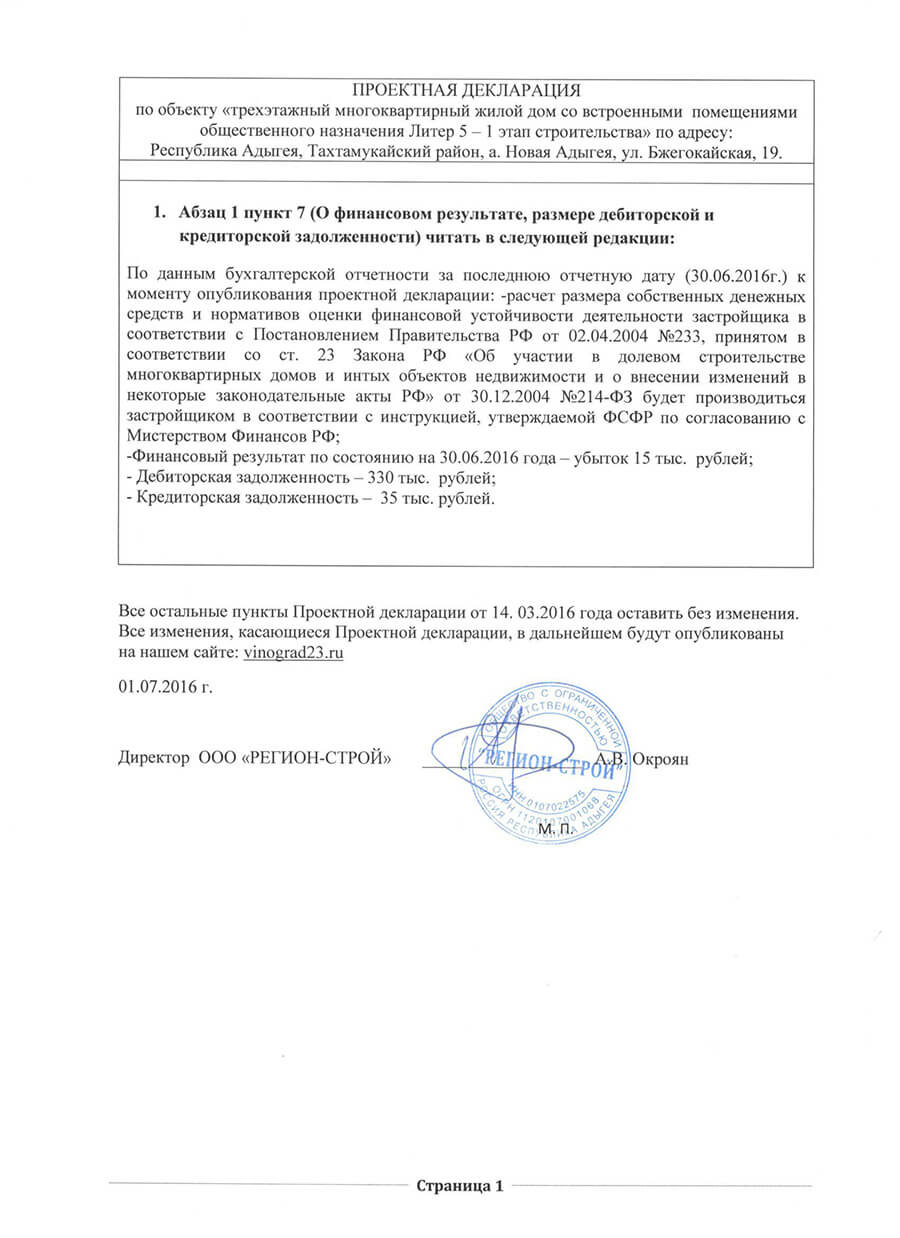 ПРОЕКТНАЯ ДЕКЛАРАЦИЯ
по объекту «трехэтажный многоквартирный жилой дом со встроенными помещениями
общественного назначения Литер 5 – 1 этап строительства» по адресу:
Республика Адыгея, Тахтамукайский район, а. Новая Адыгея, ул. Бжегокайская, 19.
1. Абзац 1 пункт 7 (О финансовом результате, размере дебиторской и
кредиторской задолженности) читать в следующей редакции:
По данным бухгалтерской отчетности за последнюю отчетную дату (30.06.2016г.) к
моменту опубликования проектной декларации: -расчет размера собственных денежных
средств и нормативов оценки финансовой устойчивости деятельности застройщика в
соответствии с Постановлением Правительства РФ от 02.04.2004 №233, принятом в
соответствии со ст. 23 Закона РФ «Об участии в долевом строительстве
многоквартирных домов и интых объектов недвижимости и о внесении изменений в
некоторые законодательные акты РФ» от 30.12.2004 №214-ФЗ будет производиться
застройщиком в соответствии с инструкцией, утверждаемой ФСФР по согласованию с
Мистерством Финансов РФ;
-Финансовый результат по состоянию на 30.06.2016 года – убыток 15 тыс. рублей;
- Дебиторская задолженность – 330 тыс. рублей;
- Кредиторская задолженность – 35 тыс. рублей.
Все остальные пункты Проектной декларации от 14. 03.2016 года оставить без изменения.
Все изменения, касающиеся Проектной декларации, в дальнейшем будут опубликованы
на нашем сайте: vinograd23.ru
01.07.2016 г.
Директор ООО «РЕГИОН-СТРОЙ» А.В. Окроян
ОБЩЕСТВО С ОГРАНИЧЕННОЙ
ОТВЕТСТВЕННОСТЬЮ
"РЕГИОН-СТРОЙ"
ИНН 0107022575
ОГРН 1120107001068
РОССИЯ РЕСПУБЛИКА АДЫГЕЯ
М. П.
Страница 1